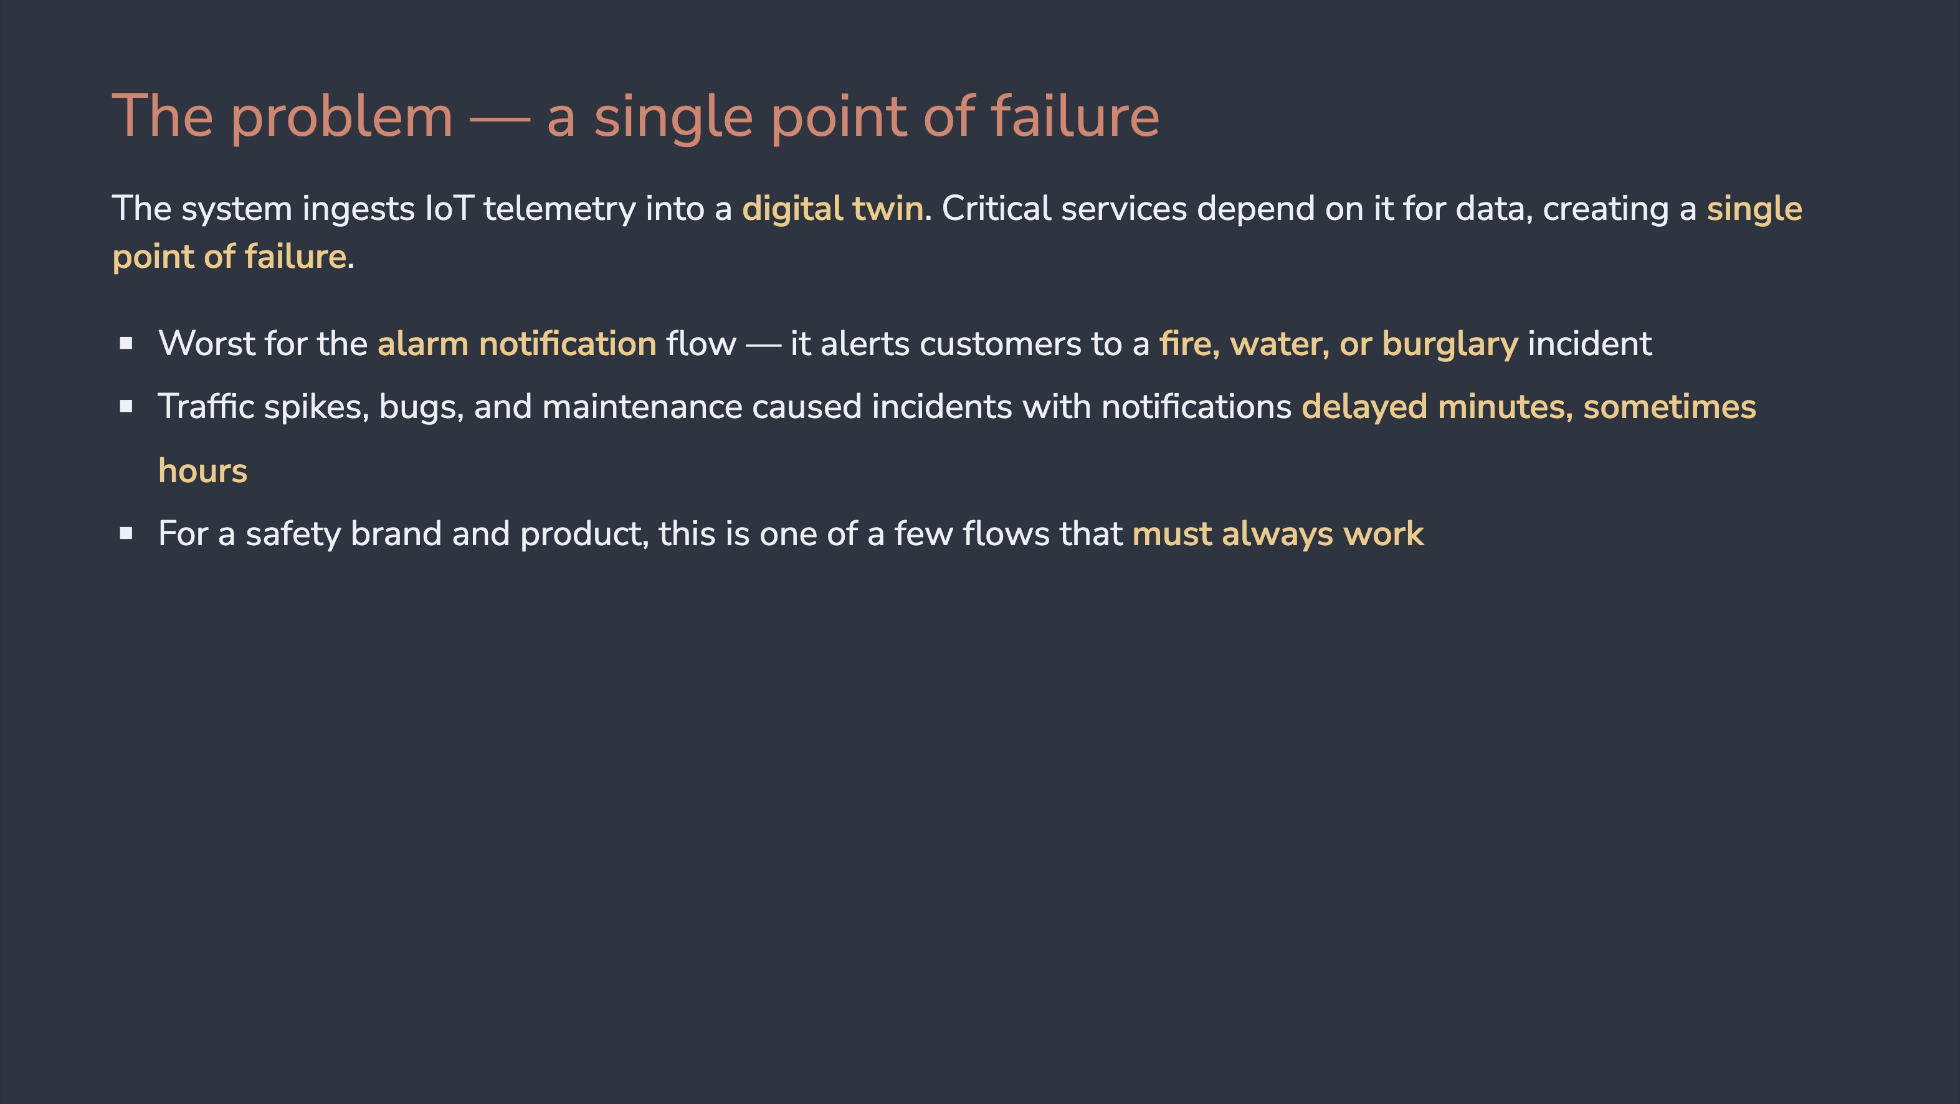 The problem — a single point of failure
The system ingests IoT telemetry into a digital twin. Critical services depend on it for data, creating a single
point of failure.
▪ Worst for the alarm notification flow — it alerts customers to a fire, water, or burglary incident
▪ Traffic spikes, bugs, and maintenance caused incidents with notifications delayed minutes, sometimes
hours
▪ For a safety brand and product, this is one of a few flows that must always work